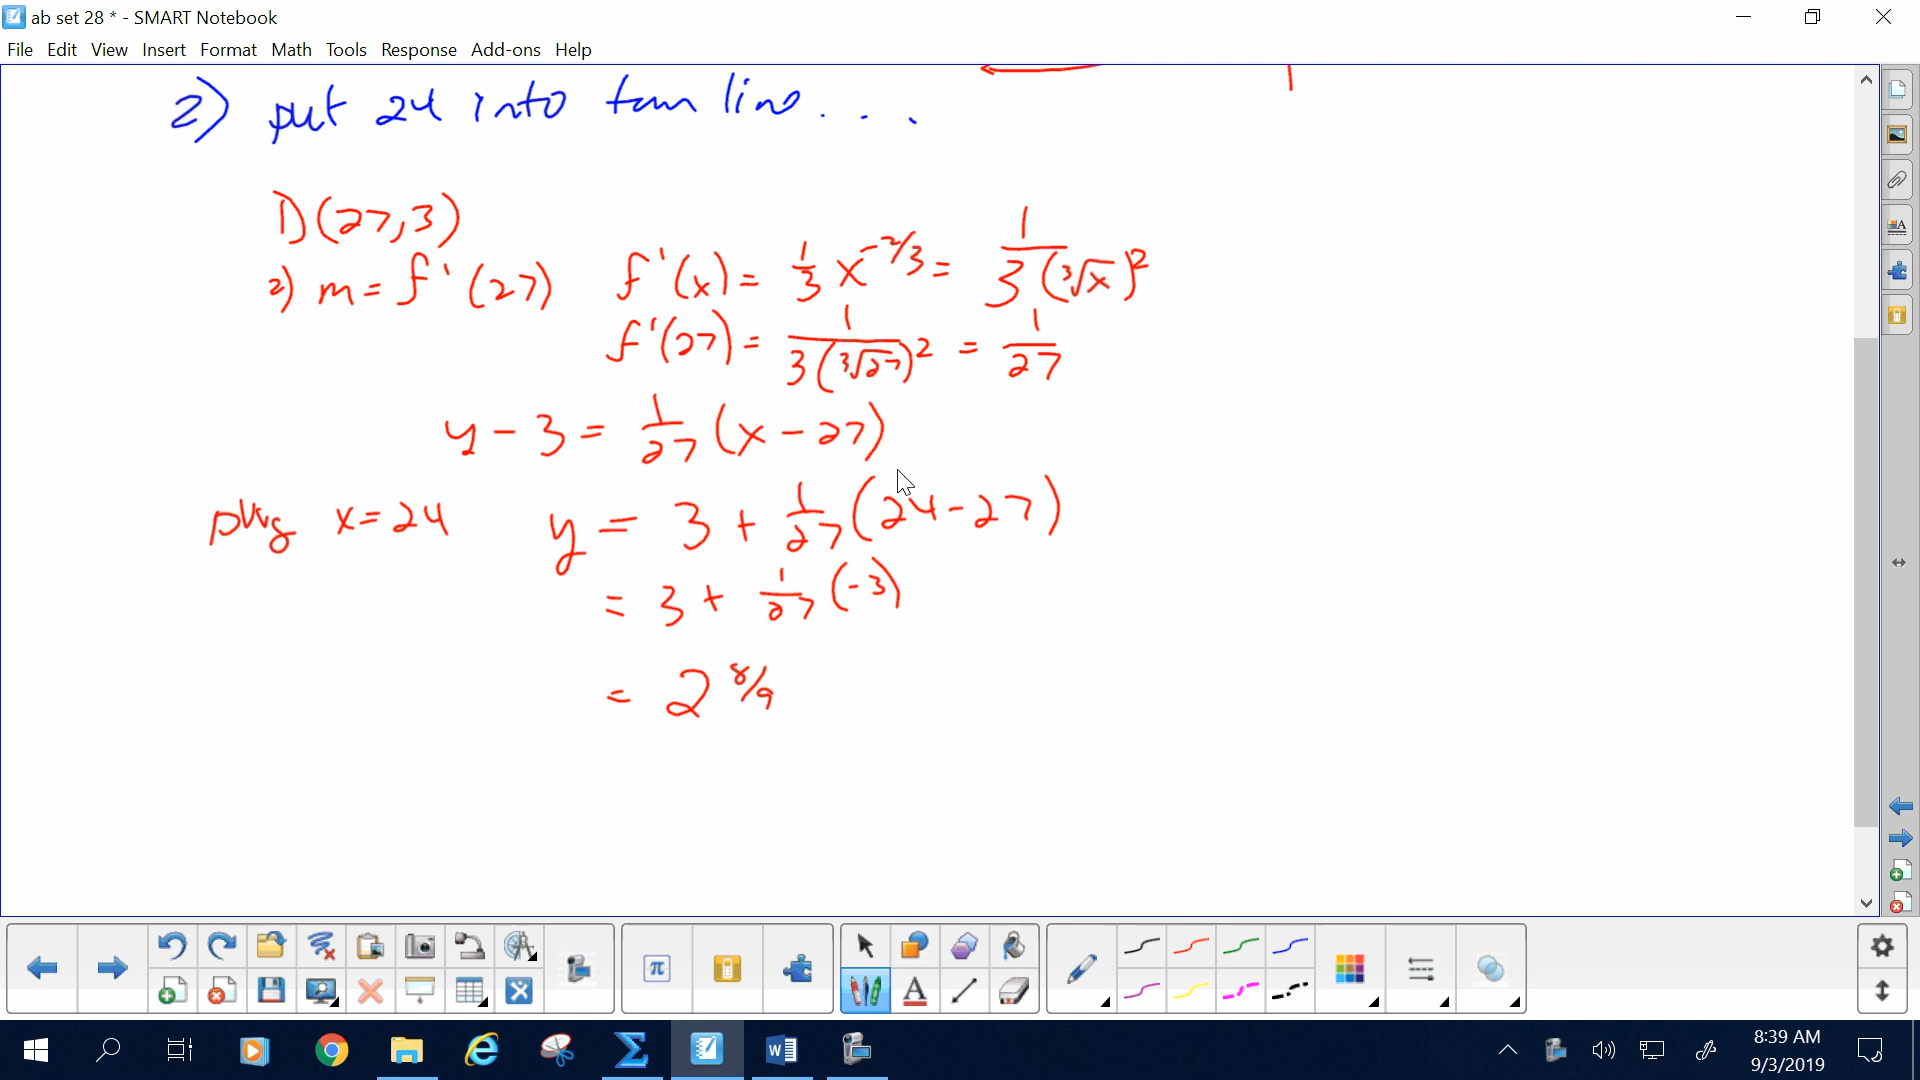 ab set 28 * - SMART Notebook
File Edit View Insert Format Math Tools Response Add-ons Help
2) put 24 into tan line...
1) (27,3)
2) m = f'(27) f'(x) = 1/3 x^(-2/3) = 1/(3(∛x)^2)
f'(27) = 1/(3(∛27)^2) = 1/27
y - 3 = 1/27 (x - 27)
plug x = 24 y = 3 + 1/27 (24 - 27)
= 3 + 1/27 (-3)
= 2 8/9
8:39 AM
9/3/2019